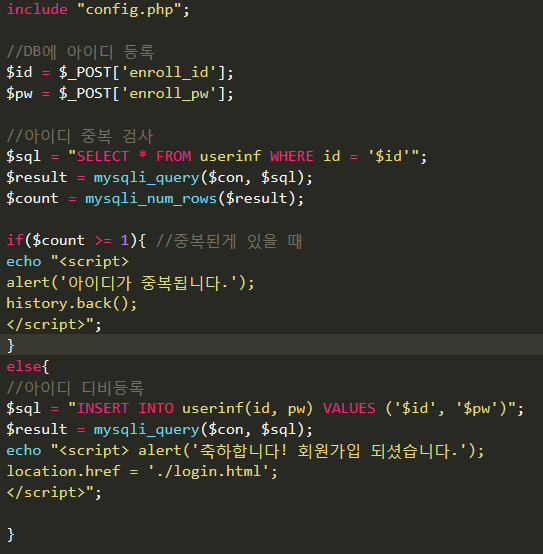 include "config.php";
//DB에 아이디 등록
$id = $_POST['enroll_id'];
$pw = $_POST['enroll_pw'];
//아이디 중복 검사
$sql = "SELECT * FROM userinf WHERE id = '$id'";
$result = mysqli_query($con, $sql);
$count = mysqli_num_rows($result);
if($count >= 1){ //중복된게 있을 때
echo "<script>
alert('아이디가 중복됩니다.');
history.back();
</script>";
}
else{
//아이디 디비등록
$sql = "INSERT INTO userinf(id, pw) VALUES ('$id', '$pw')";
$result = mysqli_query($con, $sql);
echo "<script> alert('축하합니다! 회원가입 되셨습니다.');
location.href = './login.html';
</script>";
}